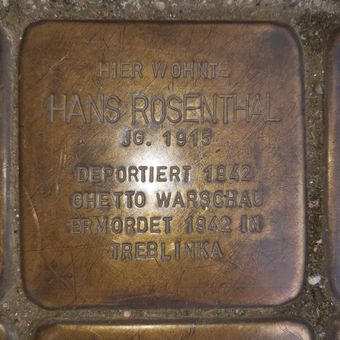 HIER WOHNTE
HANS ROSENTHAL
JG. 1915
DEPORTIERT 1942
GHETTO WARSCHAU
ERMORDET 1942 IN
TREBLINKA